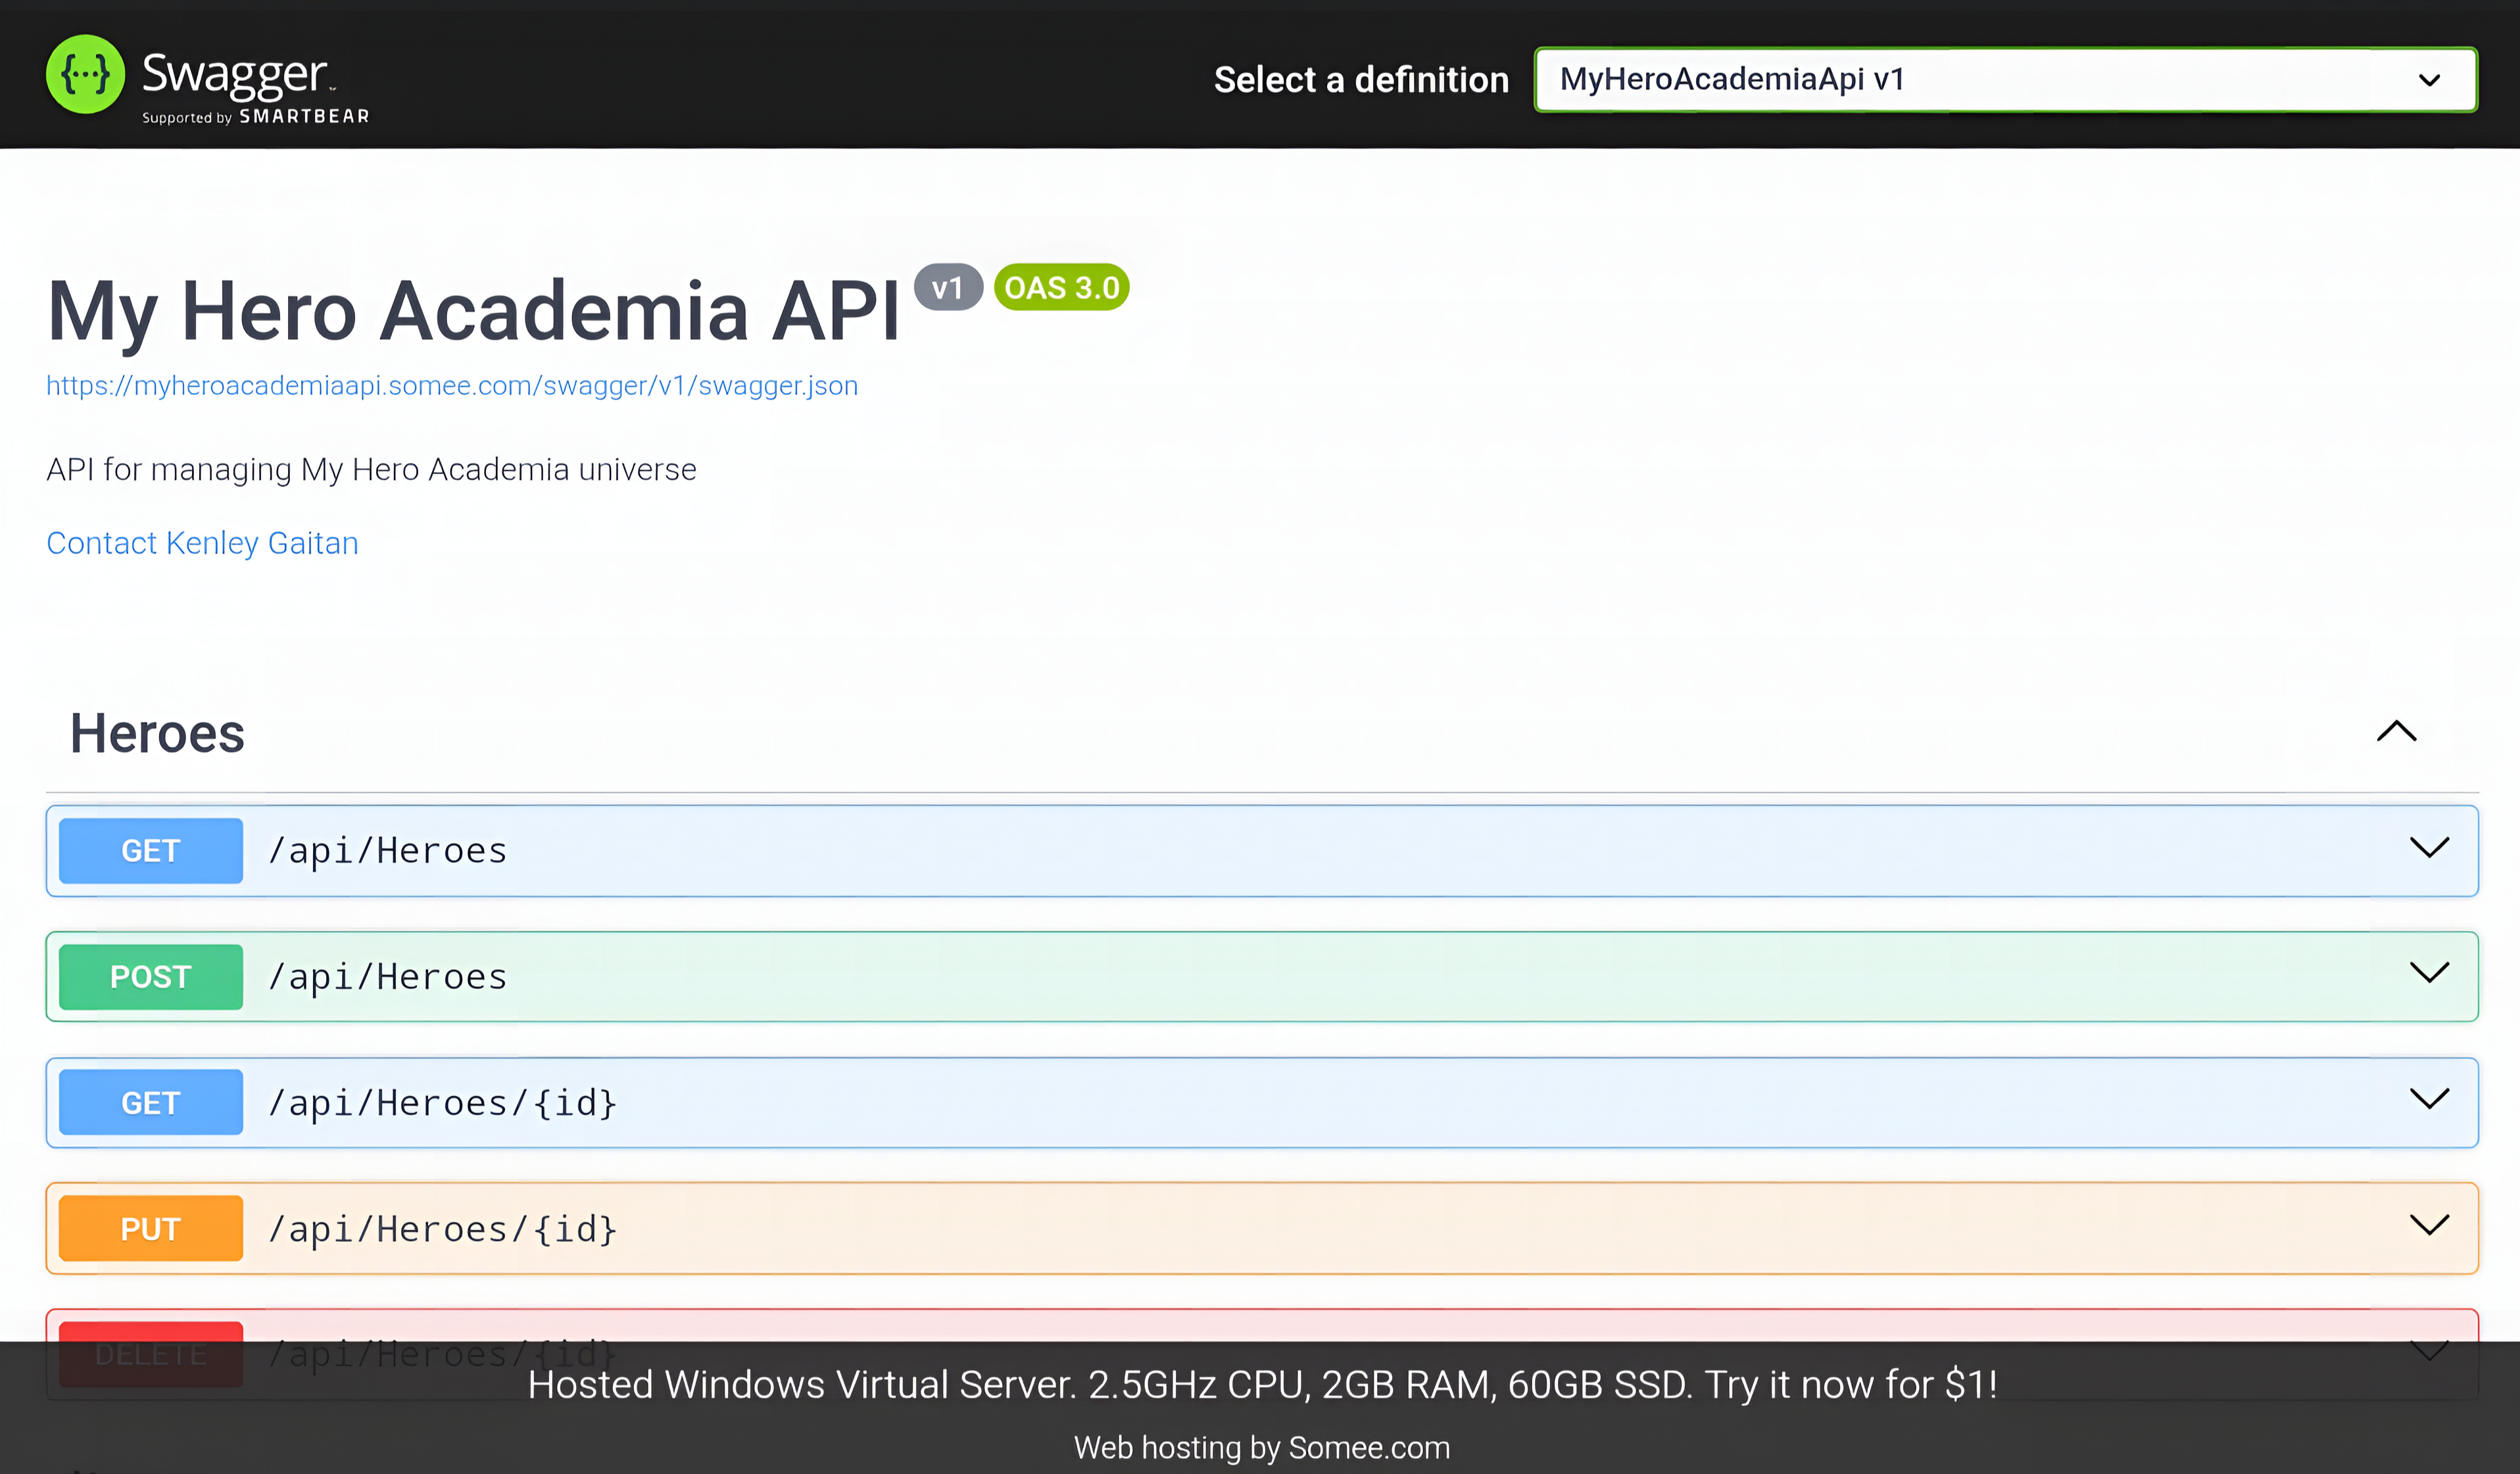 Swagger
Supported by SMARTBEAR
Select a definition
MyHeroAcademiaApi v1
My Hero Academia API v1 OAS 3.0
https://myheroacademiaapi.somee.com/swagger/v1/swagger.json
API for managing My Hero Academia universe
Contact Kenley Gaitan
Heroes
GET /api/Heroes
POST /api/Heroes
GET /api/Heroes/{id}
PUT /api/Heroes/{id}
DELETE /api/Heroes/{id}
Hosted Windows Virtual Server. 2.5GHz CPU, 2GB RAM, 60GB SSD. Try it now for $1!
Web hosting by Somee.com